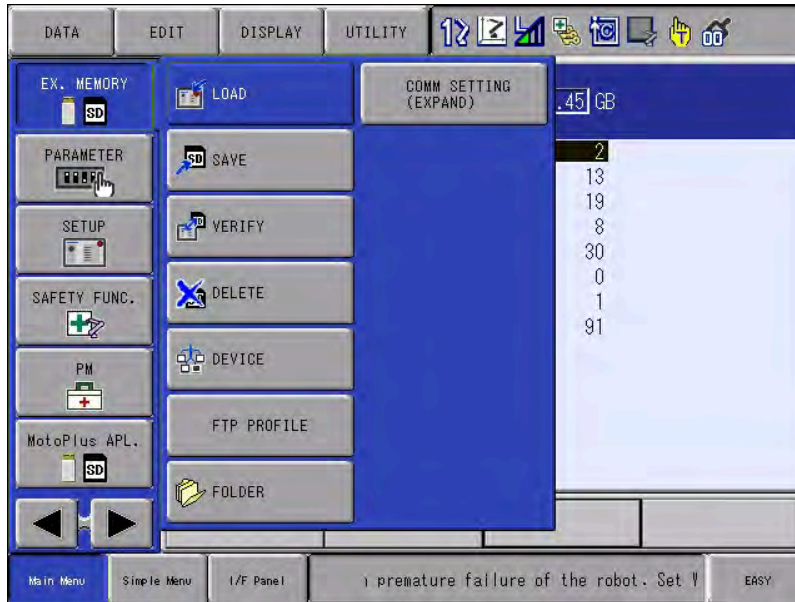 DATA
EDIT
DISPLAY
UTILITY
12
EX. MEMORY
SD
LOAD
COMM SETTING
(EXPAND)
.45 GB
PARAMETER
SD SAVE
2
13
19
SETUP
VERIFY
8
30
0
SAFETY FUNC.
DELETE
1
91
PM
DEVICE
FTP PROFILE
MotoPlus APL.
SD
FOLDER
Main Menu
Simple Menu
I/F Panel
premature failure of the robot. Set
EASY